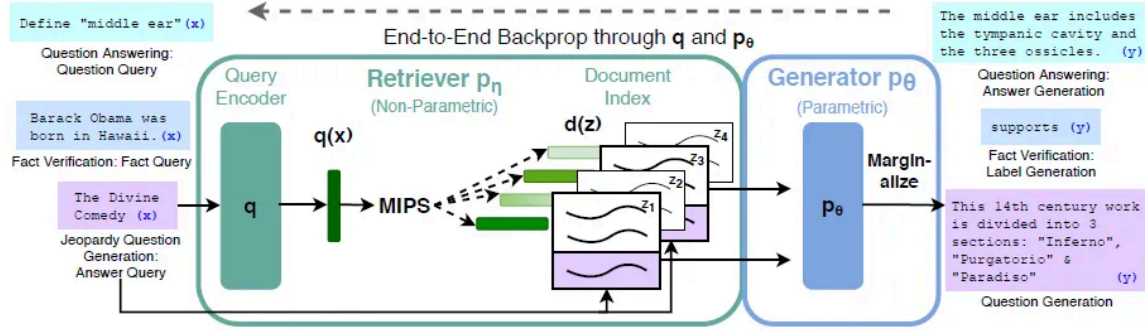 Define "middle ear" (x)
Question Answering:
Question Query
Barack Obama was
born in Hawaii. (x)
Fact Verification: Fact Query
The Divine
Comedy (x)
Jeopardy Question
Generation:
Answer Query
End-to-End Backprop through q and pθ
Query
Encoder
q
q(x)
Retriever pη
(Non-Parametric)
MIPS
Document
Index
d(z)
z4
z3
z2
z1
Generator pθ
(Parametric)
pθ
Margin-
alize
The middle ear includes
the tympanic cavity and
the three ossicles. (y)
Question Answering:
Answer Generation
supports (y)
Fact Verification:
Label Generation
This 14th century work
is divided into 3
sections: "Inferno",
"Purgatorio" &
"Paradiso" (y)
Question Generation